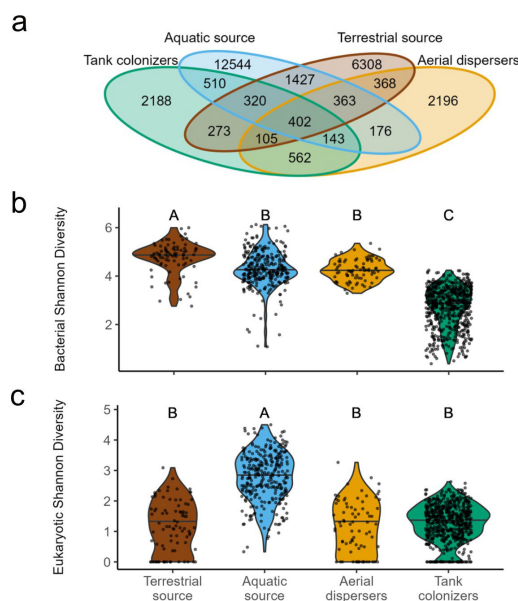 a
Aquatic source
Terrestrial source
Tank colonizers
Aerial dispersers
12544
6308
510
1427
368
2188
320
363
2196
402
273
105
143
176
562
b
A
B
B
C
Bacterial Shannon Diversity
6
4
2
c
B
A
B
B
Eukaryotic Shannon Diversity
5
4
3
2
1
0
Terrestrial source
Aquatic source
Aerial dispersers
Tank colonizers